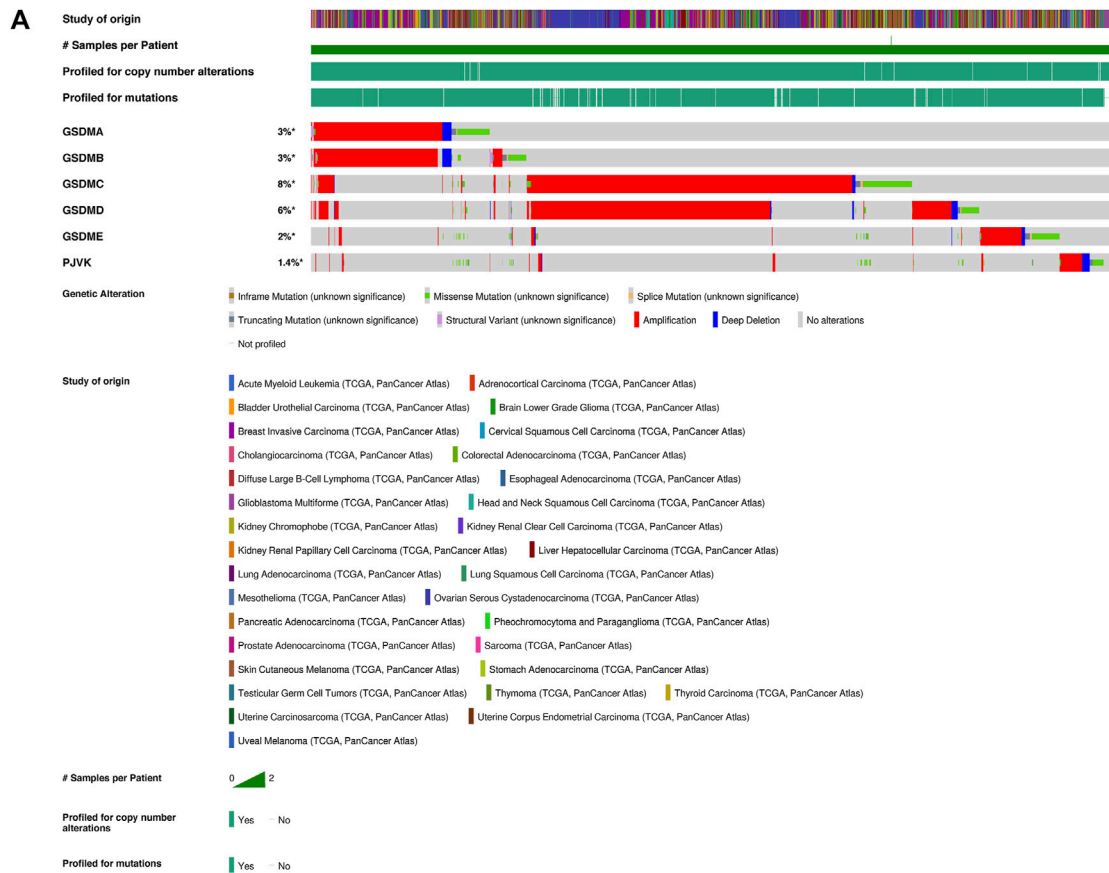 A
Study of origin
# Samples per Patient
Profiled for copy number alterations
Profiled for mutations
GSDMA 3%*
GSDMB 3%*
GSDMC 8%*
GSDMD 6%*
GSDME 2%*
PJVK 1.4%*
Genetic Alteration Inframe Mutation (unknown significance) Missense Mutation (unknown significance) Splice Mutation (unknown significance)
Truncating Mutation (unknown significance) Structural Variant (unknown significance) Amplification Deep Deletion No alterations
Not profiled
Study of origin Acute Myeloid Leukemia (TCGA, PanCancer Atlas) Adrenocortical Carcinoma (TCGA, PanCancer Atlas)
Bladder Urothelial Carcinoma (TCGA, PanCancer Atlas) Brain Lower Grade Glioma (TCGA, PanCancer Atlas)
Breast Invasive Carcinoma (TCGA, PanCancer Atlas) Cervical Squamous Cell Carcinoma (TCGA, PanCancer Atlas)
Cholangiocarcinoma (TCGA, PanCancer Atlas) Colorectal Adenocarcinoma (TCGA, PanCancer Atlas)
Diffuse Large B-Cell Lymphoma (TCGA, PanCancer Atlas) Esophageal Adenocarcinoma (TCGA, PanCancer Atlas)
Glioblastoma Multiforme (TCGA, PanCancer Atlas) Head and Neck Squamous Cell Carcinoma (TCGA, PanCancer Atlas)
Kidney Chromophobe (TCGA, PanCancer Atlas) Kidney Renal Clear Cell Carcinoma (TCGA, PanCancer Atlas)
Kidney Renal Papillary Cell Carcinoma (TCGA, PanCancer Atlas) Liver Hepatocellular Carcinoma (TCGA, PanCancer Atlas)
Lung Adenocarcinoma (TCGA, PanCancer Atlas) Lung Squamous Cell Carcinoma (TCGA, PanCancer Atlas)
Mesothelioma (TCGA, PanCancer Atlas) Ovarian Serous Cystadenocarcinoma (TCGA, PanCancer Atlas)
Pancreatic Adenocarcinoma (TCGA, PanCancer Atlas) Pheochromocytoma and Paraganglioma (TCGA, PanCancer Atlas)
Prostate Adenocarcinoma (TCGA, PanCancer Atlas) Sarcoma (TCGA, PanCancer Atlas)
Skin Cutaneous Melanoma (TCGA, PanCancer Atlas) Stomach Adenocarcinoma (TCGA, PanCancer Atlas)
Testicular Germ Cell Tumors (TCGA, PanCancer Atlas) Thymoma (TCGA, PanCancer Atlas) Thyroid Carcinoma (TCGA, PanCancer Atlas)
Uterine Carcinosarcoma (TCGA, PanCancer Atlas) Uterine Corpus Endometrial Carcinoma (TCGA, PanCancer Atlas)
Uveal Melanoma (TCGA, PanCancer Atlas)
# Samples per Patient 0 2
Profiled for copy number alterations Yes No
Profiled for mutations Yes No